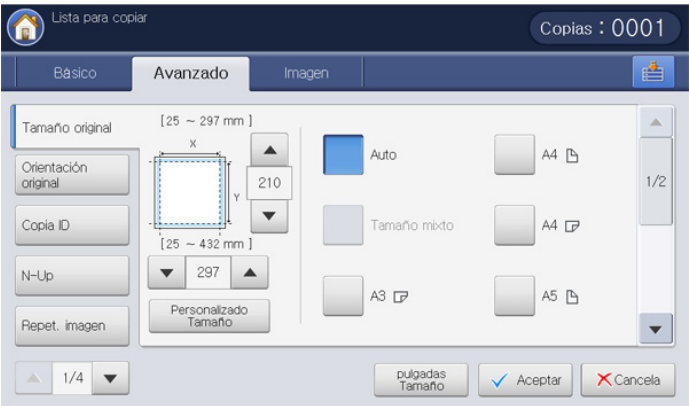 Lista para copiar
Copias : 0001
Básico
Avanzado
Imagen
Tamaño original
Orientación
original
Copia ID
N-Up
Repet. imagen
1/4
[ 25 ~ 297 mm ]
X
Y
210
[ 25 ~ 432 mm ]
297
Personalizado
Tamaño
Auto
Tamaño mixto
A3
A4
A4
A5
1/2
pulgadas
Tamaño
Aceptar
Cancela